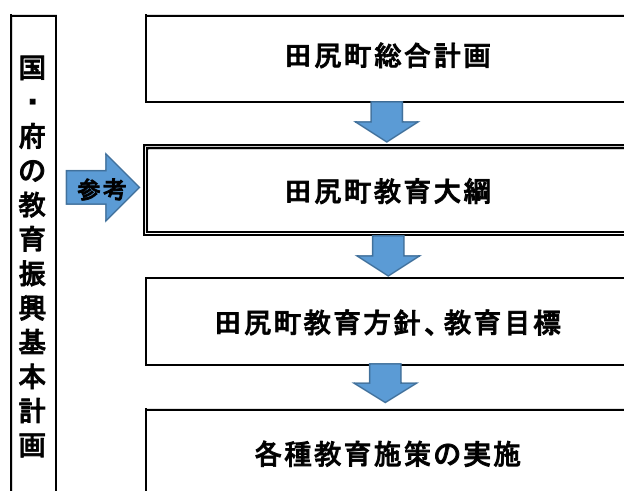 国・府の教育振興基本計画
参考
田尻町総合計画
田尻町教育大綱
田尻町教育方針、教育目標
各種教育施策の実施